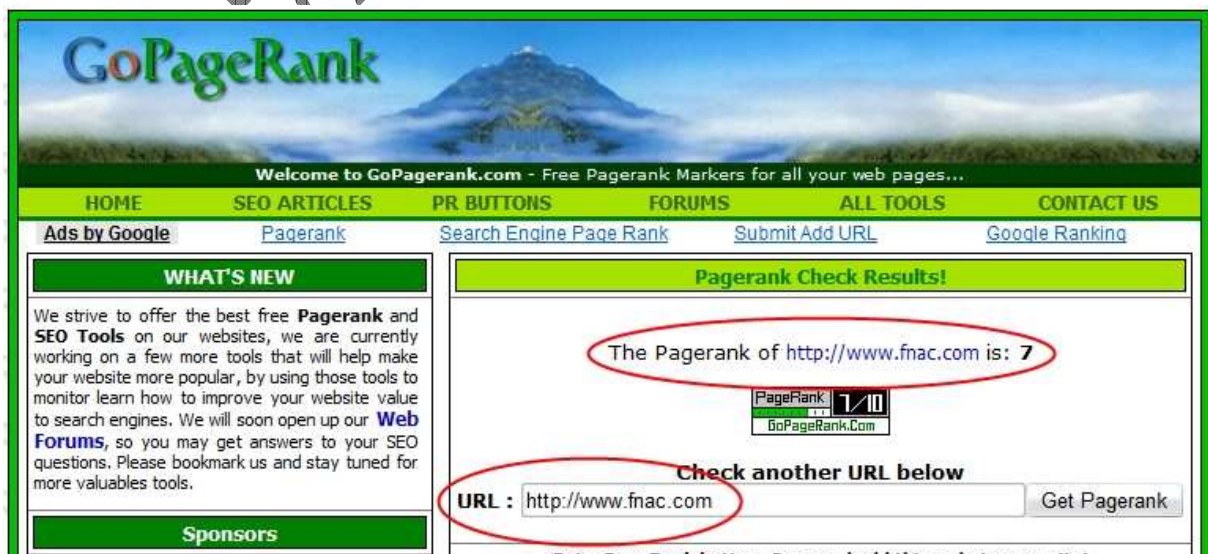 GoPageRank
Welcome to GoPagerank.com - Free Pagerank Markers for all your web pages...
HOME SEO ARTICLES PR BUTTONS FORUMS ALL TOOLS CONTACT US
Ads by Google Pagerank Search Engine Page Rank Submit Add URL Google Ranking
WHAT'S NEW
We strive to offer the best free Pagerank and
SEO Tools on our websites, we are currently
working on a few more tools that will help make
your website more popular, by using those tools to
monitor learn how to improve your website value
to search engines. We will soon open up our Web
Forums, so you may get answers to your SEO
questions. Please bookmark us and stay tuned for
more valuables tools.
Sponsors
Pagerank Check Results!
The Pagerank of http://www.fnac.com is: 7
PageRank 7/10
GoPageRank.Com
Check another URL below
URL : http://www.fnac.com Get Pagerank